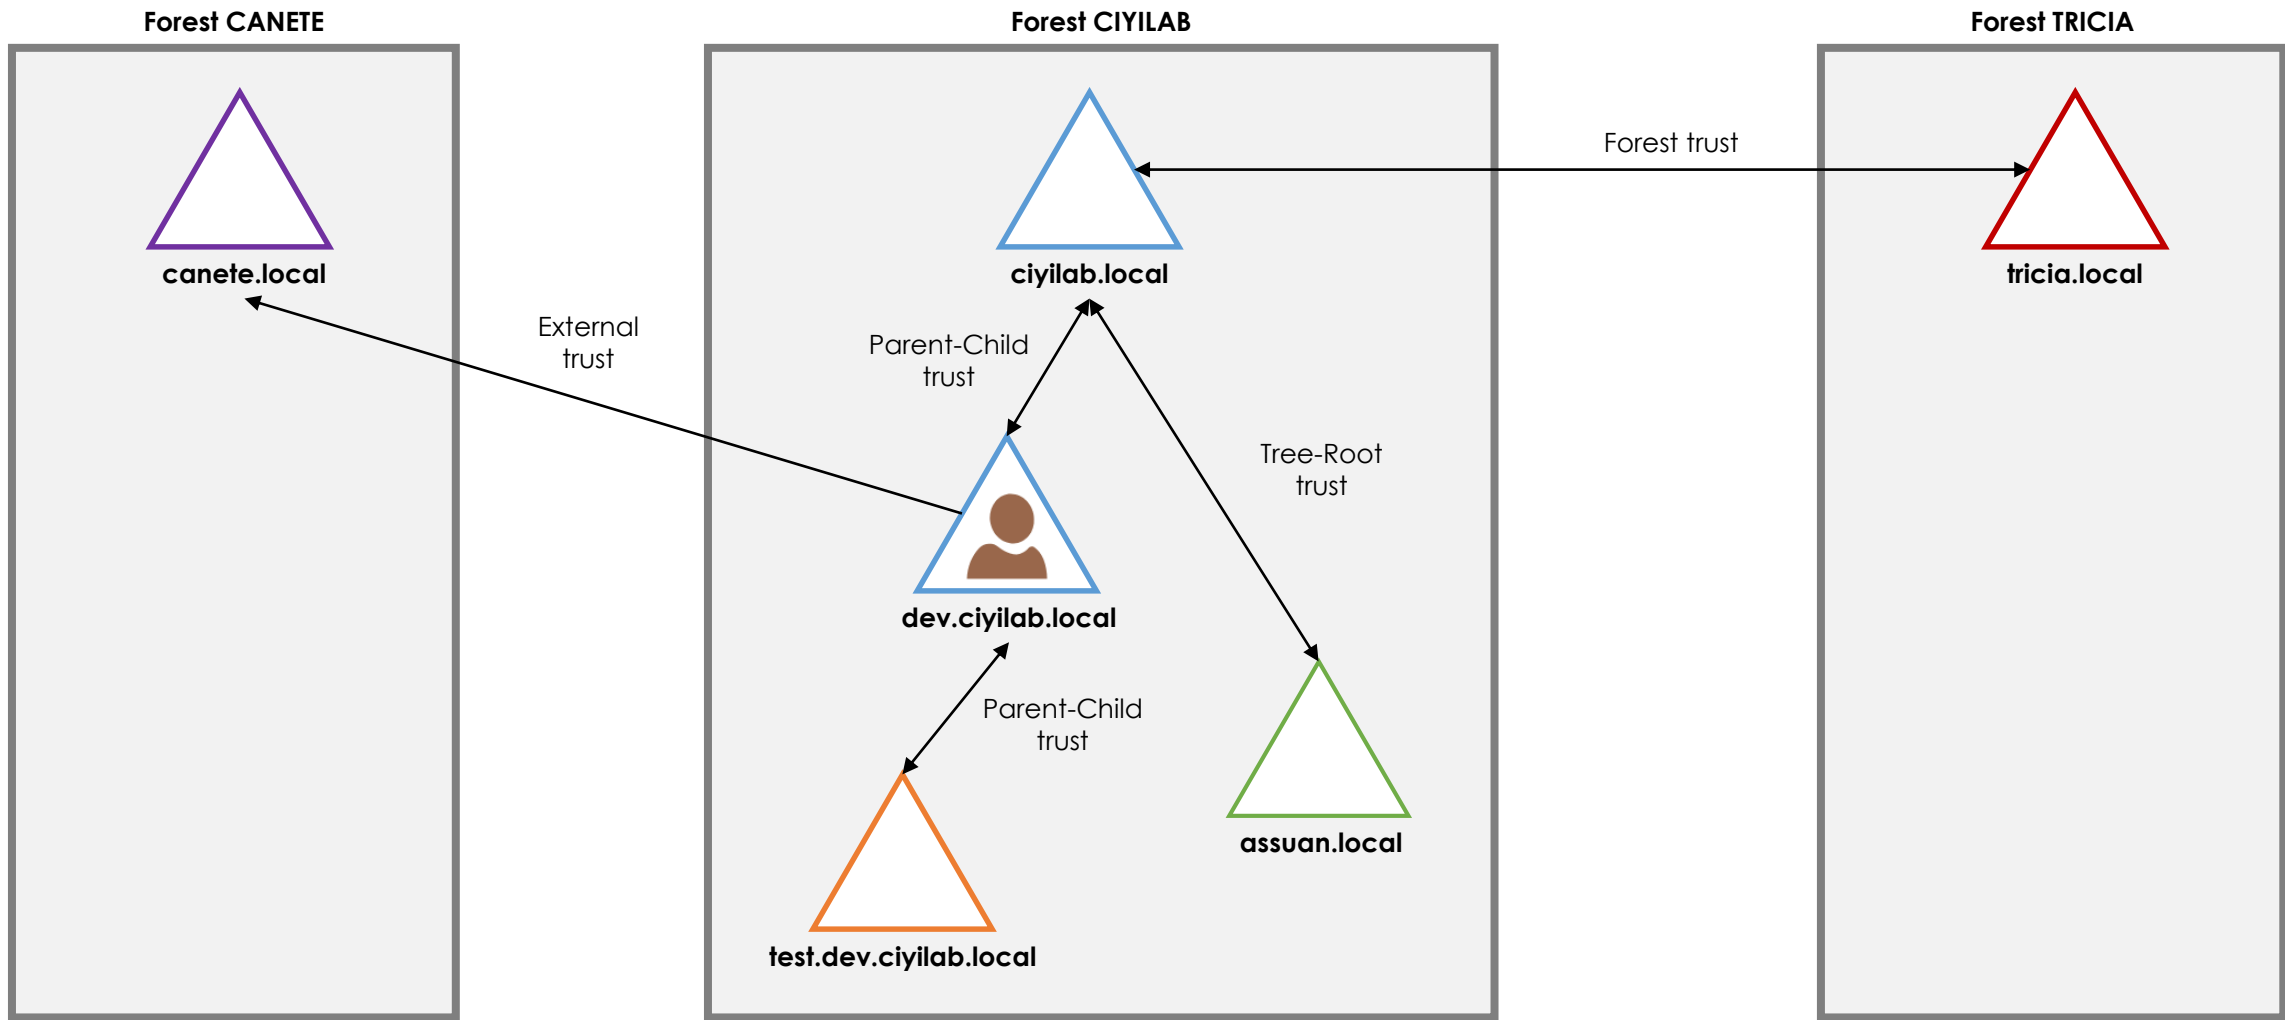 Forest CANETE
Forest CIYILAB
Forest TRICIA
Forest trust
canete.local
ciyilab.local
tricia.local
External
trust
Parent-Child
trust
Tree-Root
trust
dev.ciyilab.local
Parent-Child
trust
assuan.local
test.dev.ciyilab.local